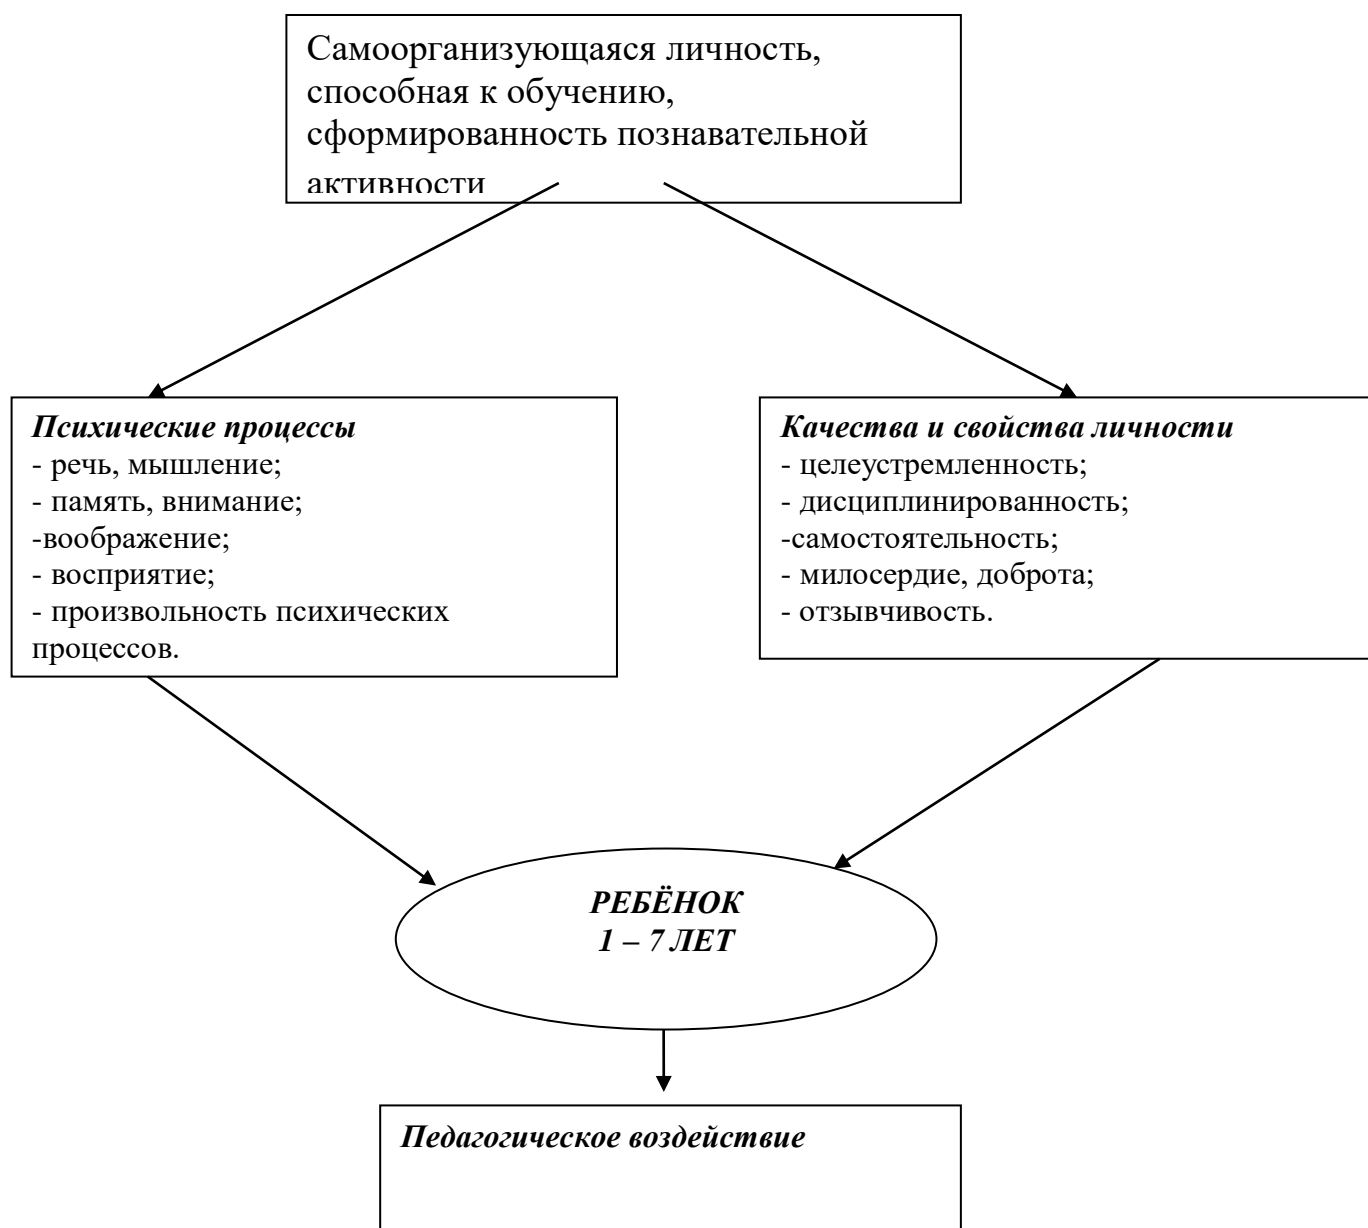 Самоорганизующаяся личность,
способная к обучению,
сформированность познавательной
активности
Психические процессы
- речь, мышление;
- память, внимание;
-воображение;
- восприятие;
- произвольность психических
процессов.
Качества и свойства личности
- целеустремленность;
- дисциплинированность;
-самостоятельность;
- милосердие, доброта;
- отзывчивость.
РЕБЁНОК
1 – 7 ЛЕТ
Педагогическое воздействие